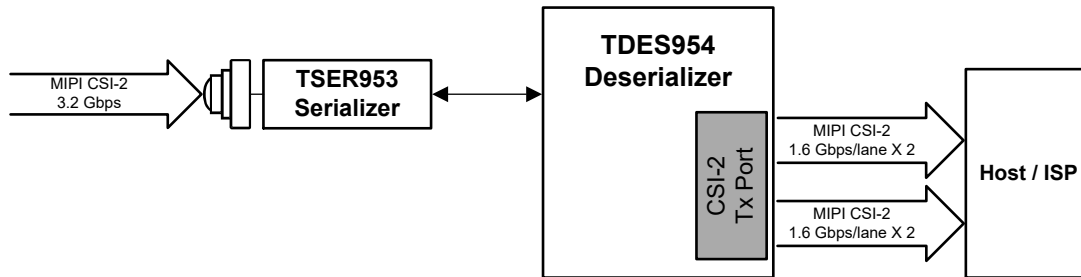 MIPI CSI-2
3.2 Gbps
TSER953
Serializer
TDES954
Deserializer
CSI-2
Tx Port
MIPI CSI-2
1.6 Gbps/lane X 2
MIPI CSI-2
1.6 Gbps/lane X 2
Host / ISP